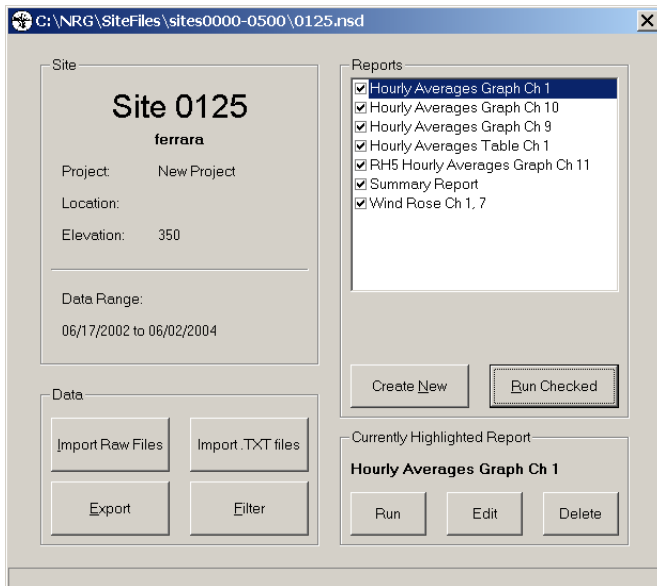 C:\NRG\SiteFiles\sites0000-0500\0125.nsd
Site
Site 0125
ferrara
Project: New Project
Location:
Elevation: 350
Data Range:
06/17/2002 to 06/02/2004
Data
Import Raw Files
Import .TXT files
Export
Filter
Reports
Hourly Averages Graph Ch 1
Hourly Averages Graph Ch 10
Hourly Averages Graph Ch 9
Hourly Averages Table Ch 1
RH5 Hourly Averages Graph Ch 11
Summary Report
Wind Rose Ch 1, 7
Create New
Run Checked
Currently Highlighted Report
Hourly Averages Graph Ch 1
Run
Edit
Delete